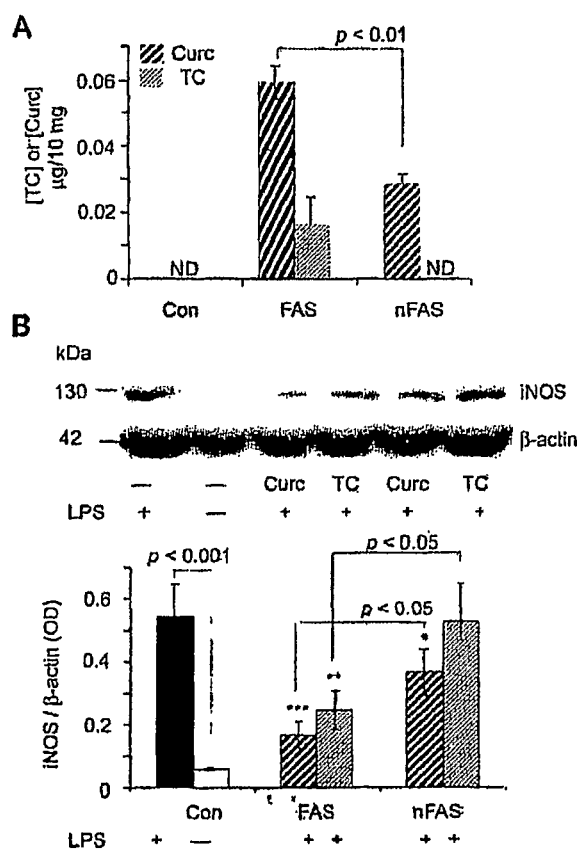 A
Curc
TC
p < 0.01
[TC] or [Curc]
µg/10 mg
0.06
0.04
0.02
0
ND
ND
Con FAS nFAS
B
kDa
130 iNOS
42 β-actin
— — Curc TC Curc TC
LPS + — + + + +
p < 0.001
p < 0.05
p < 0.05
iNOS / β-actin (OD)
0.6
0.4
0.2
0
***
**
*
Con FAS nFAS
LPS + — + + + +